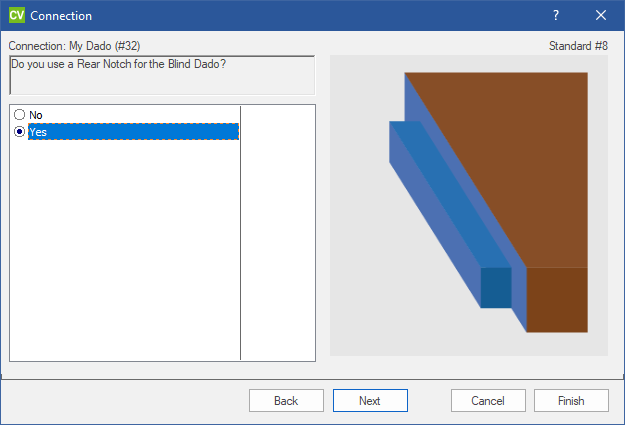 CV Connection ?
Connection: My Dado (#32)
Standard #8
Do you use a Rear Notch for the Blind Dado?
No
Yes
Back
Next
Cancel
Finish